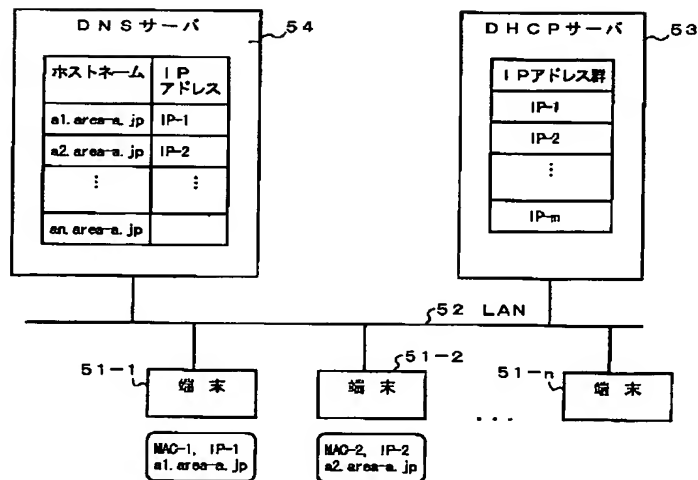 DNSサーバ
54
ホストネーム
IP
アドレス
a1.area-a.jp
IP-1
a2.area-a.jp
IP-2
⋮
⋮
an.area-a.jp
DHCPサーバ
53
IPアドレス群
IP-1
IP-2
⋮
IP-m
52 LAN
51-1
端末
51-2
端末
...
51-n
端末
MAC-1, IP-1
a1.area-a.jp
MAC-2, IP-2
a2.area-a.jp